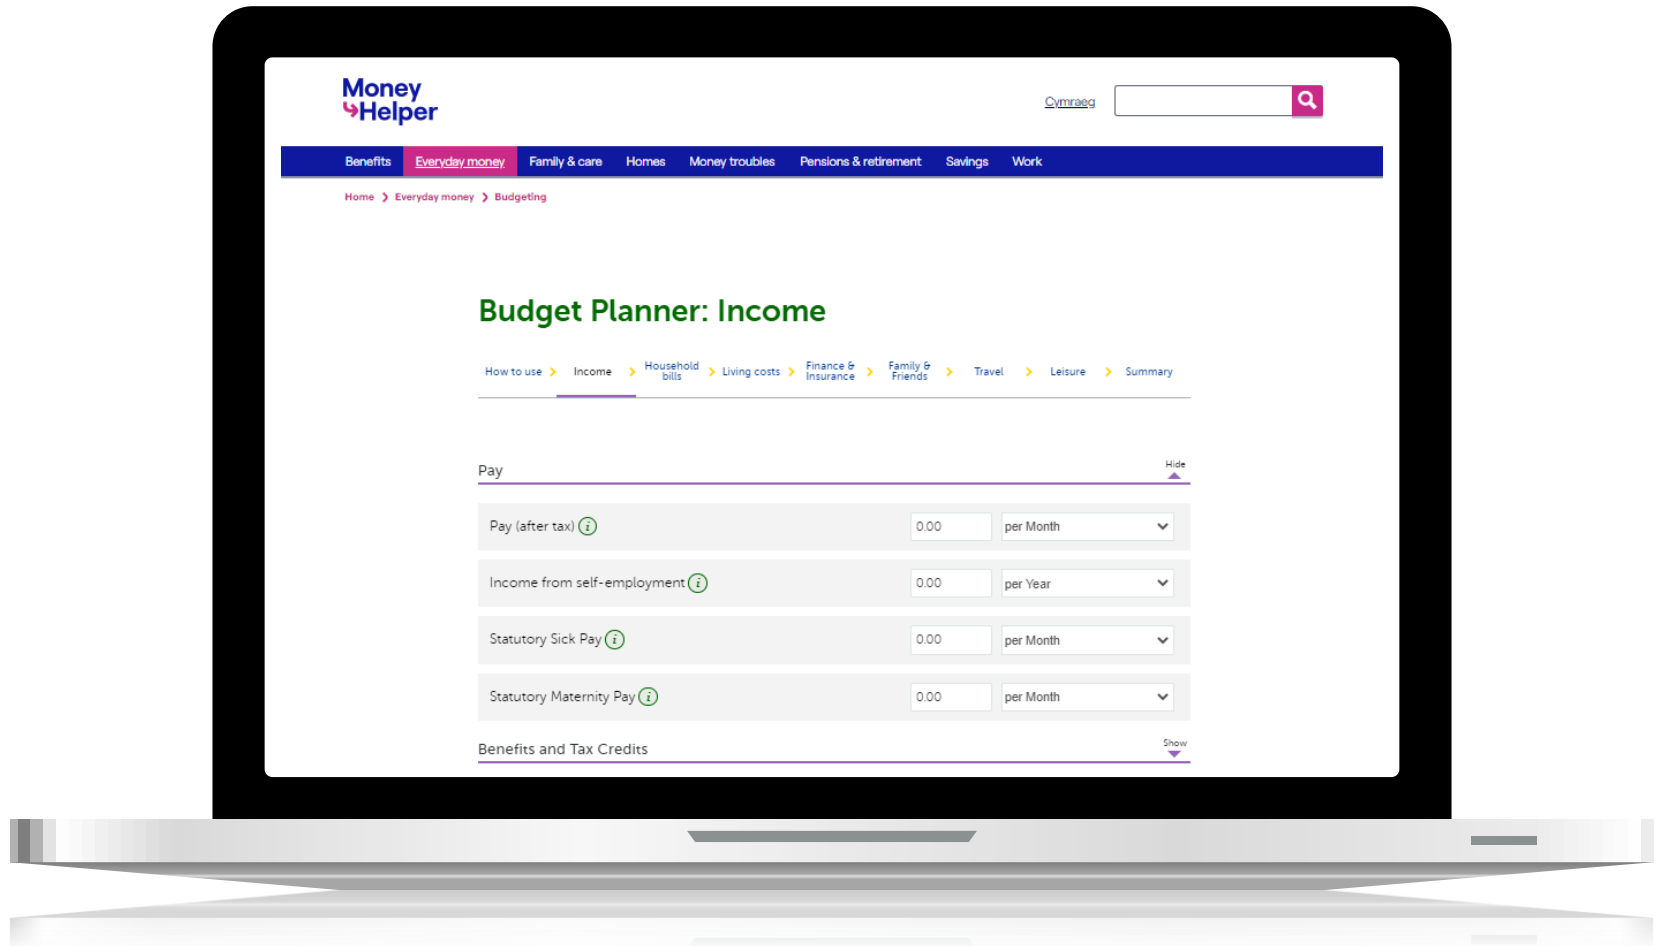 Money
Helper
Cymraeg
Benefits Everyday money Family & care Homes Money troubles Pensions & retirement Savings Work
Home Everyday money Budgeting
Budget Planner: Income
How to use Income Household bills Living costs Finance & Insurance Family & Friends Travel Leisure Summary
Pay Hide
Pay (after tax) i 0.00 per Month
Income from self-employment i 0.00 per Year
Statutory Sick Pay i 0.00 per Month
Statutory Maternity Pay i 0.00 per Month
Benefits and Tax Credits Show